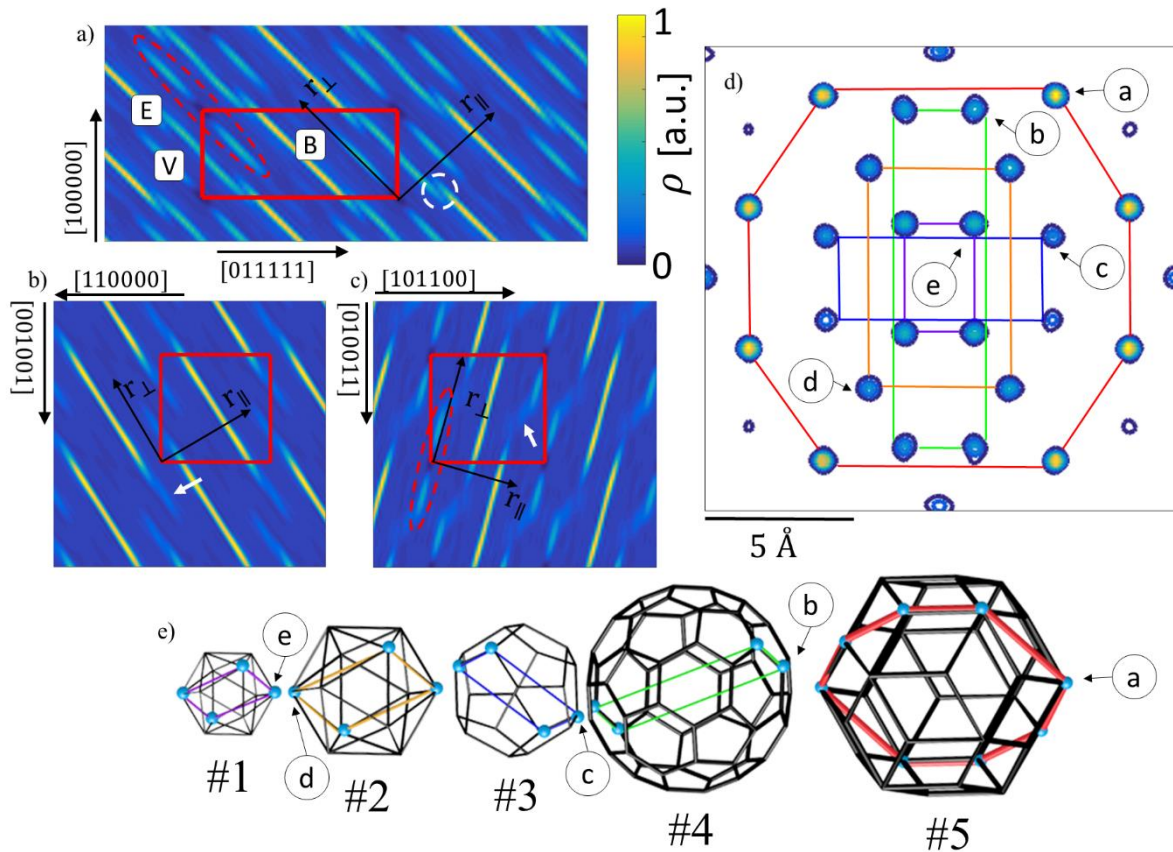 a)
E
V
B
r⊥
r∥
[100000]
[011111]
1
ρ [a.u.]
0
b)
[110000]
[001001]
r⊥
r∥
c)
[101100]
[010011]
r⊥
r∥
d)
a
b
c
e
d
5 Å
e)
e
d
c
b
a
#1
#2
#3
#4
#5